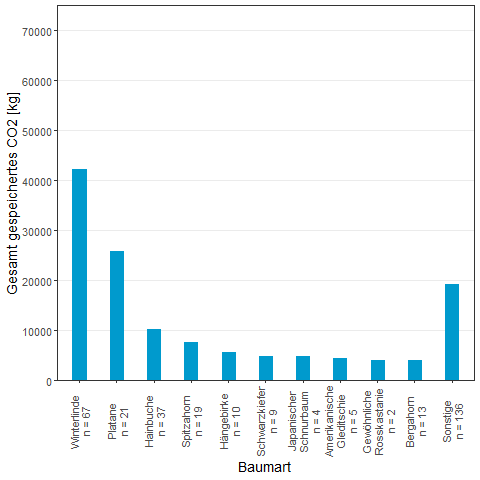 Gesamt gespeichertes CO2 [kg]
70000
60000
50000
40000
30000
20000
10000
0
Winterlinde
n = 67
Platane
n = 21
Hainbuche
n = 37
Spitzahorn
n = 19
Hängebirke
n = 10
Schwarzkiefer
n = 9
Japanischer
Schnurbaum
n = 4
Amerikanische
Gleditschie
n = 5
Gewöhnliche
Rosskastanie
n = 2
Bergahorn
n = 13
Sonstige
n = 136
Baumart